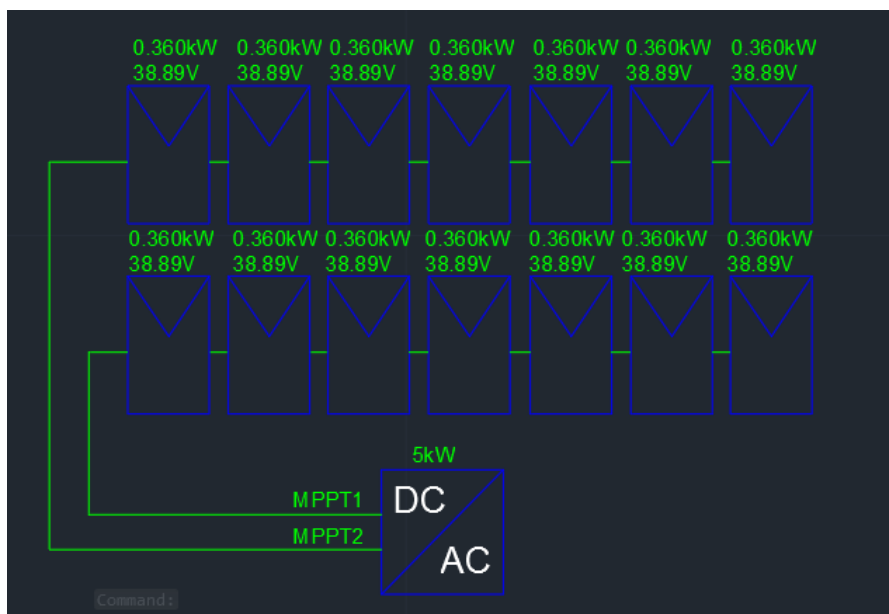 0.360kW 0.360kW 0.360kW 0.360kW 0.360kW 0.360kW 0.360kW
38.89V 38.89V 38.89V 38.89V 38.89V 38.89V 38.89V
0.360kW 0.360kW 0.360kW 0.360kW 0.360kW 0.360kW 0.360kW
38.89V 38.89V 38.89V 38.89V 38.89V 38.89V 38.89V
5kW
MPPT1 DC
MPPT2
AC
Command: